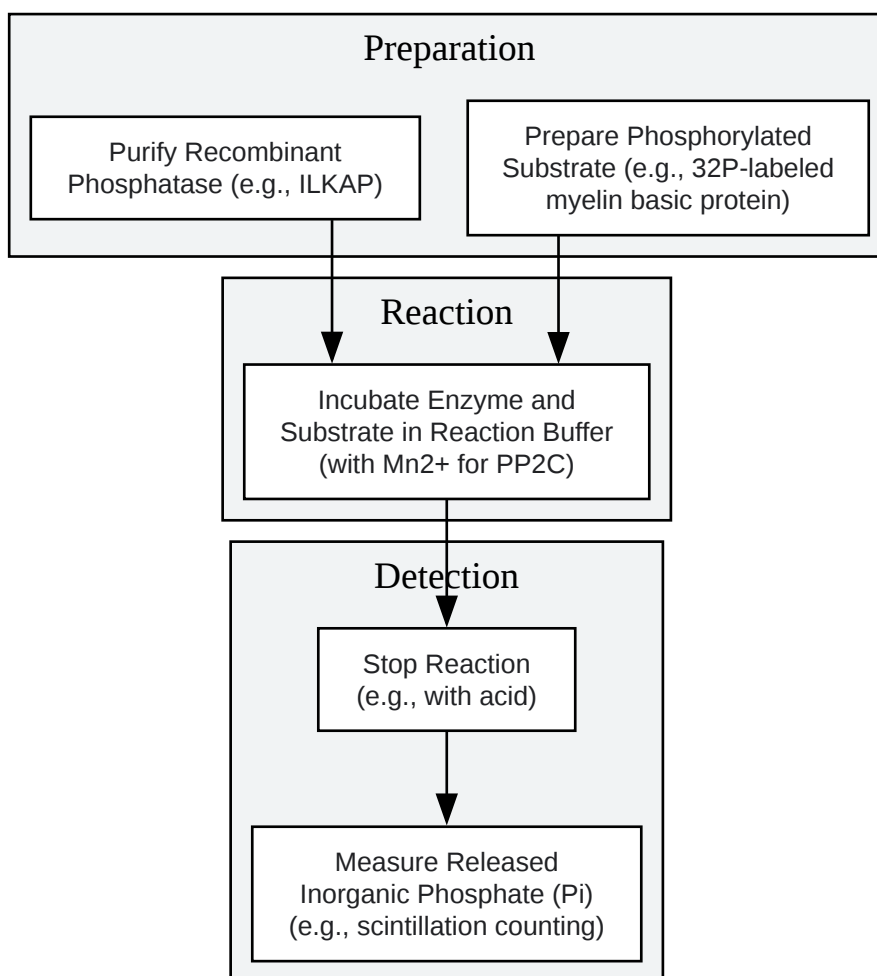 Preparation
Purify Recombinant
Phosphatase (e.g., ILKAP)
Prepare Phosphorylated
Substrate (e.g., 32P-labeled
myelin basic protein)
Reaction
Incubate Enzyme and
Substrate in Reaction Buffer
(with Mn2+ for PP2C)
Detection
Stop Reaction
(e.g., with acid)
Measure Released
Inorganic Phosphate (Pi)
(e.g., scintillation counting)